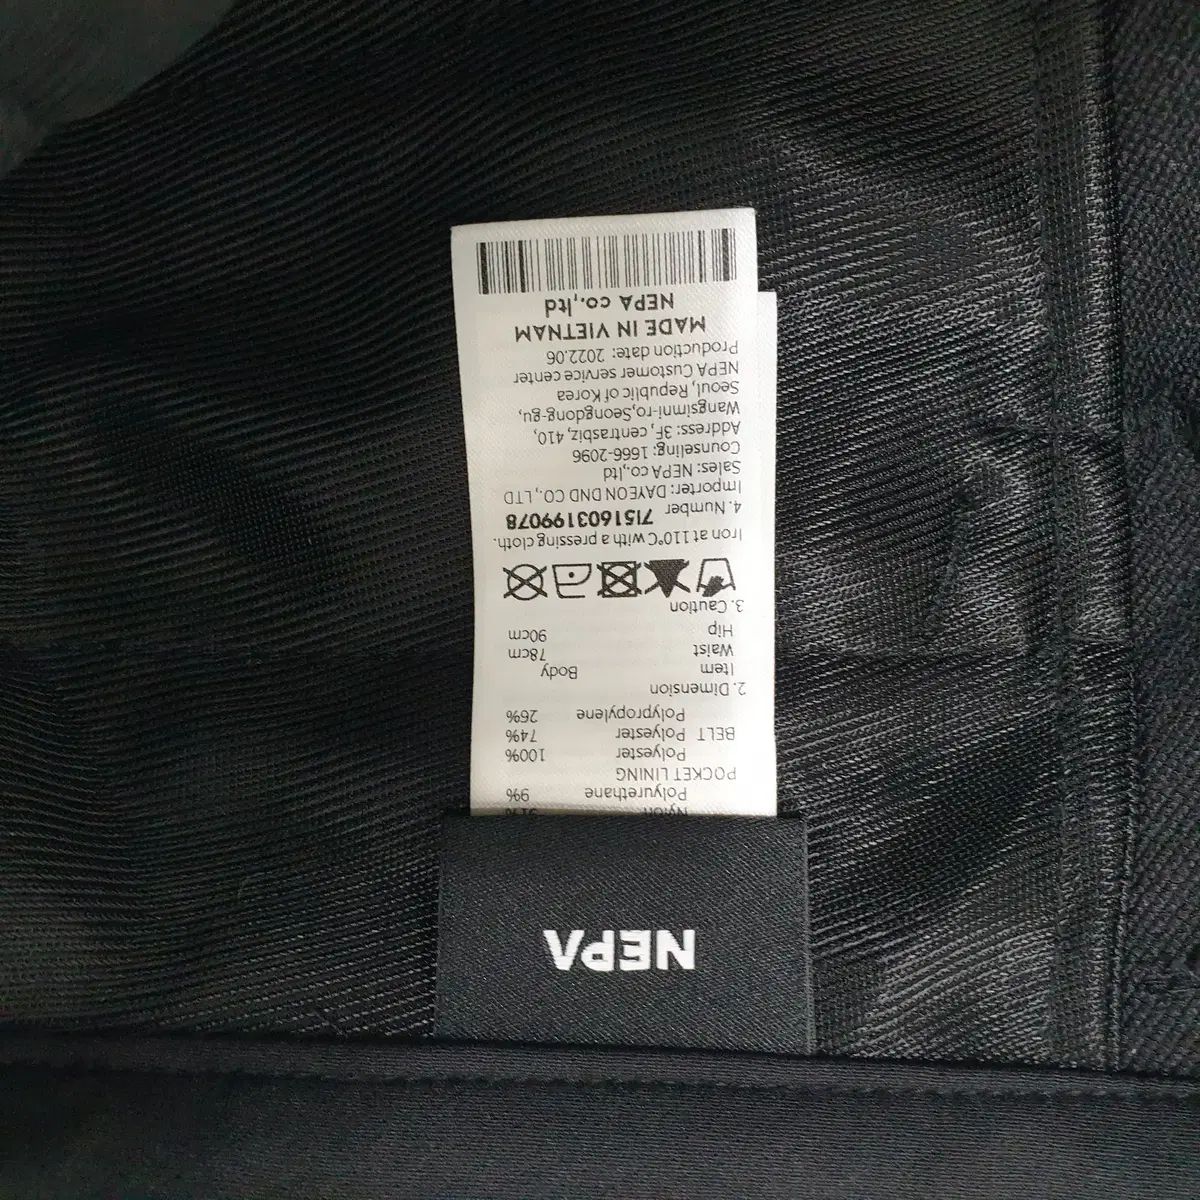 NEPA
Nylon 91%
Polyurethane 9%
POCKET LINING
Polyester 100%
BELT Polyester 74%
Polypropylene 26%
2. Dimension
Item Body
Waist 78cm
Hip 90cm
3. Caution
Iron at 110°C with a pressing cloth.
4. Number 7I51603199078
Importer: DAYEON DND CO., LTD
Sales: NEPA co.,ltd
Counseling: 1666-2096
Address: 3F, centrasbiz, 410,
Wangsimni-ro,Seongdong-gu,
Seoul, Republic of Korea
NEPA Customer service center
Production date: 2022.06
MADE IN VIETNAM
NEPA co.,ltd